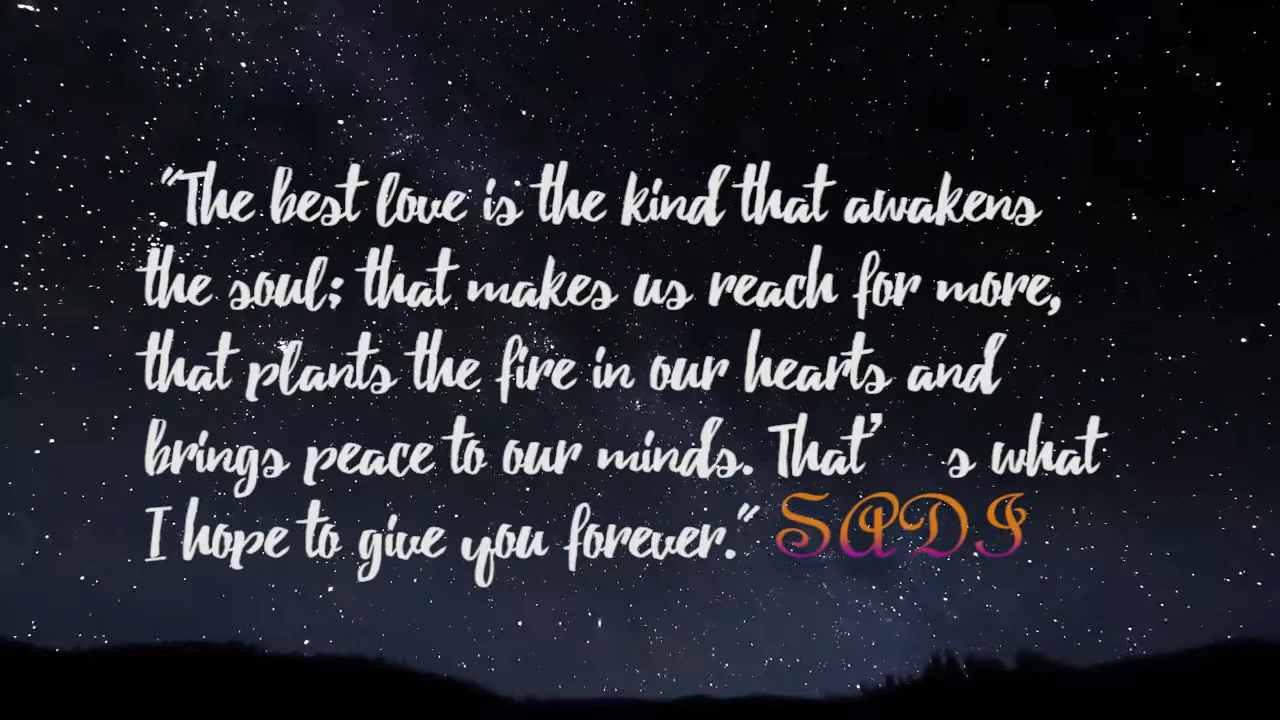 "The best love is the kind that awakens
the soul; that makes us reach for more,
that plants the fire in our hearts and
brings peace to our minds. That’ s what
I hope to give you forever." SADI